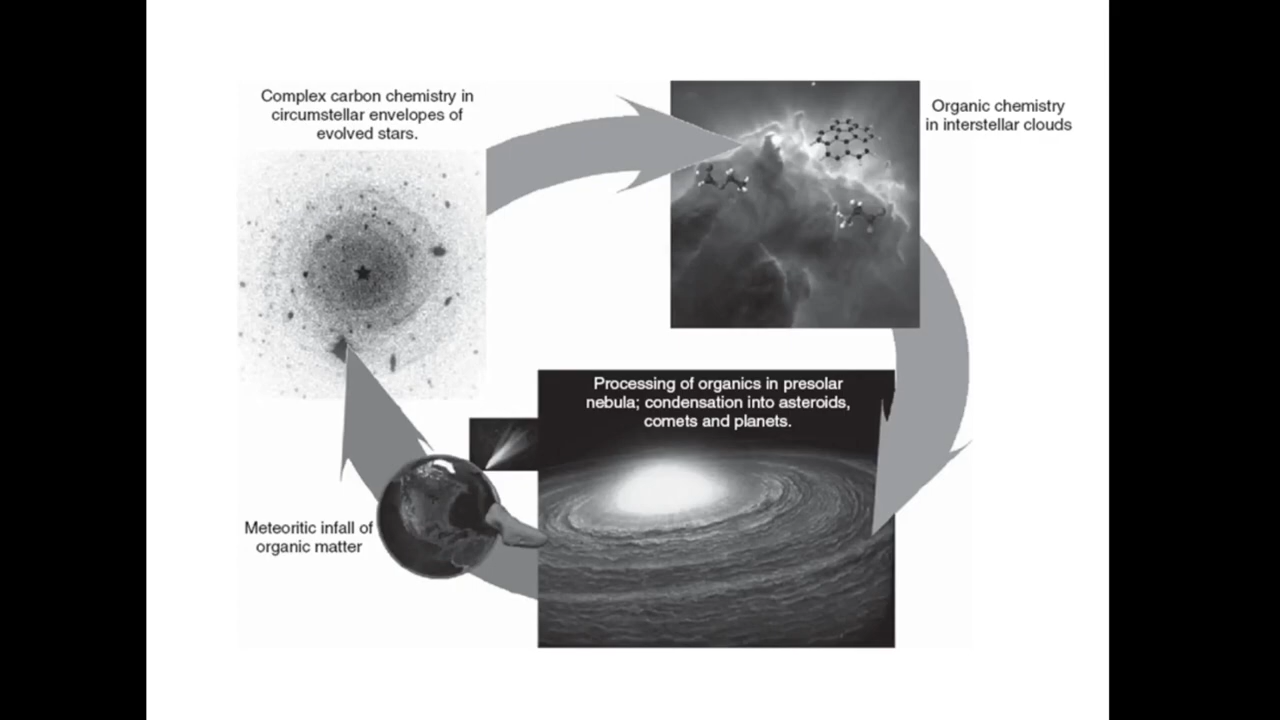 Complex carbon chemistry in
circumstellar envelopes of
evolved stars.
Organic chemistry
in interstellar clouds
Processing of organics in presolar
nebula; condensation into asteroids,
comets and planets.
Meteoritic infall of
organic matter